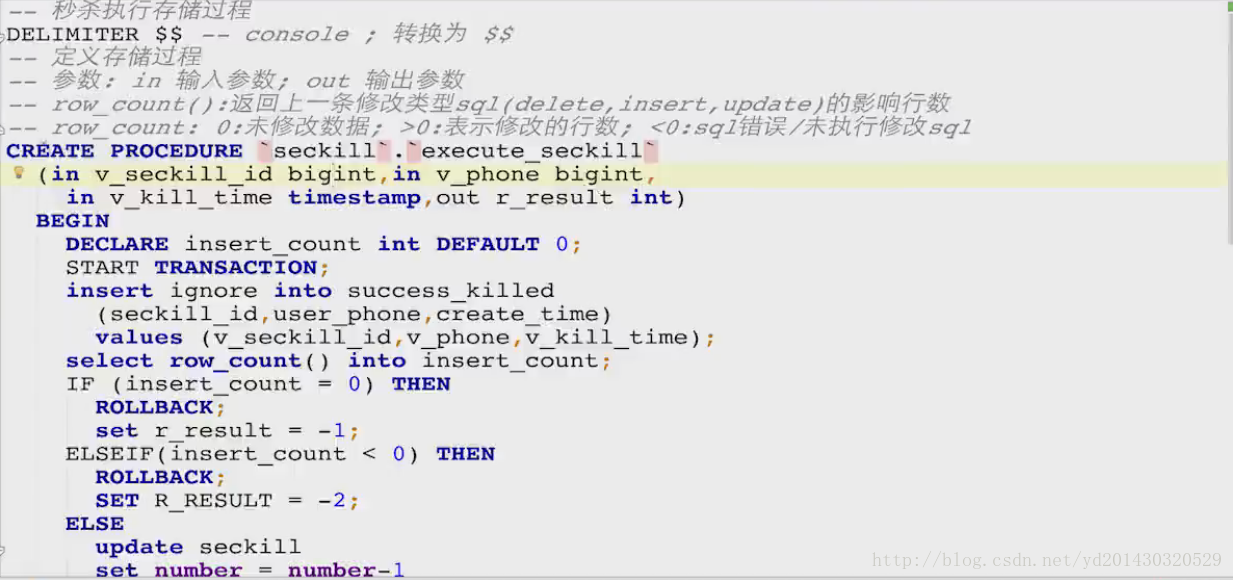 -- 秒杀执行存储过程
DELIMITER $$ -- console ; 转换为 $$
-- 定义存储过程
-- 参数: in 输入参数; out 输出参数
-- row_count():返回上一条修改类型sql(delete,insert,update)的影响行数
-- row_count: 0:未修改数据; >0:表示修改的行数; <0:sql错误/未执行修改sql
CREATE PROCEDURE `seckill`.`execute_seckill`
(in v_seckill_id bigint,in v_phone bigint,
in v_kill_time timestamp,out r_result int)
BEGIN
DECLARE insert_count int DEFAULT 0;
START TRANSACTION;
insert ignore into success_killed
(seckill_id,user_phone,create_time)
values (v_seckill_id,v_phone,v_kill_time);
select row_count() into insert_count;
IF (insert_count = 0) THEN
ROLLBACK;
set r_result = -1;
ELSEIF(insert_count < 0) THEN
ROLLBACK;
SET R_RESULT = -2;
ELSE
update seckill
set number = number-1
http://blog.csdn.net/yd201430320529